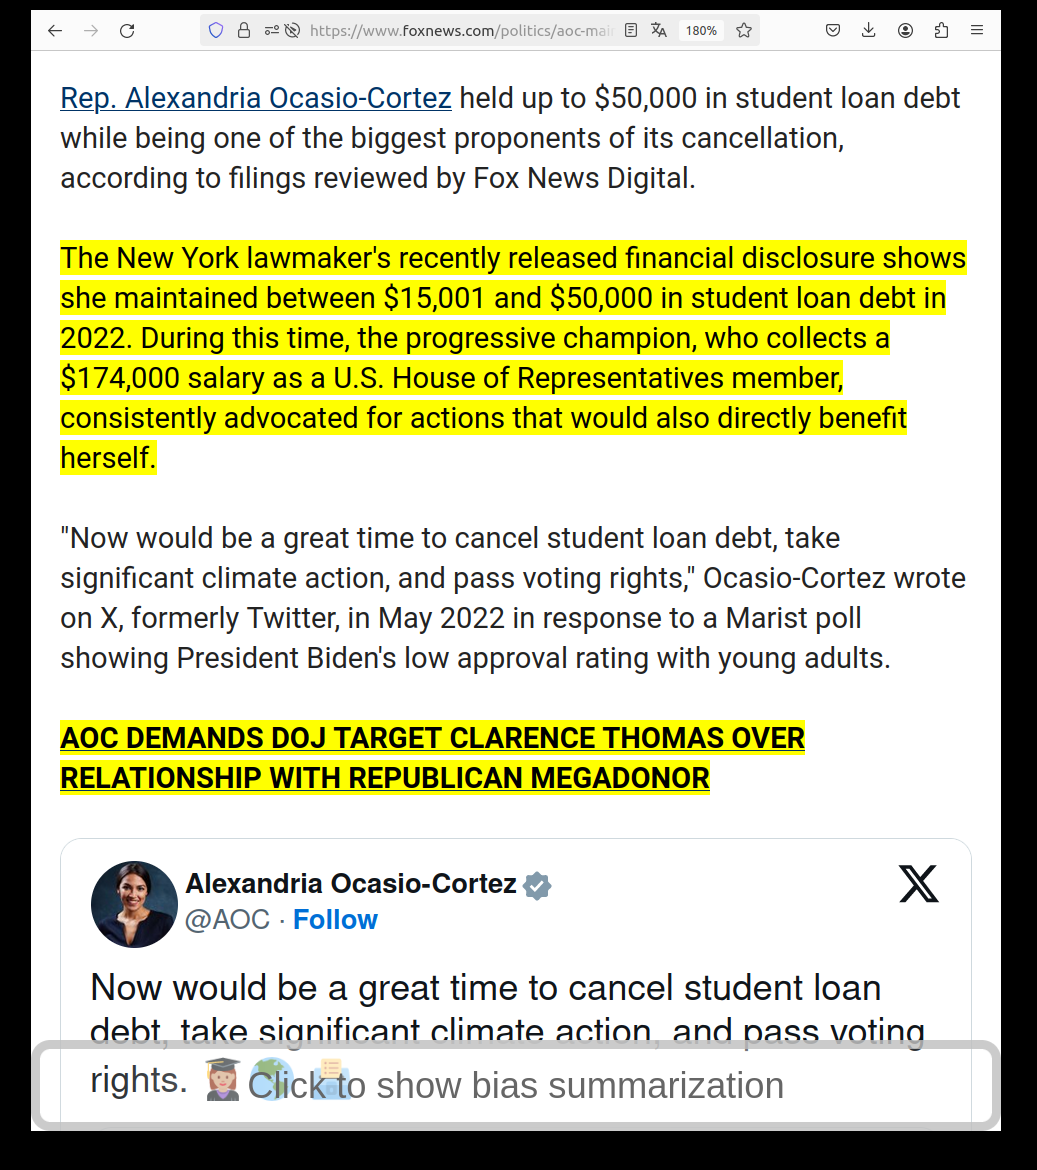 https://www.foxnews.com/politics/aoc-mai
180%
Rep. Alexandria Ocasio-Cortez held up to $50,000 in student loan debt
while being one of the biggest proponents of its cancellation,
according to filings reviewed by Fox News Digital.
The New York lawmaker's recently released financial disclosure shows
she maintained between $15,001 and $50,000 in student loan debt in
2022. During this time, the progressive champion, who collects a
$174,000 salary as a U.S. House of Representatives member,
consistently advocated for actions that would also directly benefit
herself.
"Now would be a great time to cancel student loan debt, take
significant climate action, and pass voting rights," Ocasio-Cortez wrote
on X, formerly Twitter, in May 2022 in response to a Marist poll
showing President Biden's low approval rating with young adults.
AOC DEMANDS DOJ TARGET CLARENCE THOMAS OVER
RELATIONSHIP WITH REPUBLICAN MEGADONOR
Alexandria Ocasio-Cortez
@AOC · Follow
Now would be a great time to cancel student loan
debt, take significant climate action, and pass voting
rights. 👩‍🎓🌎🗳️
Click to show bias summarization